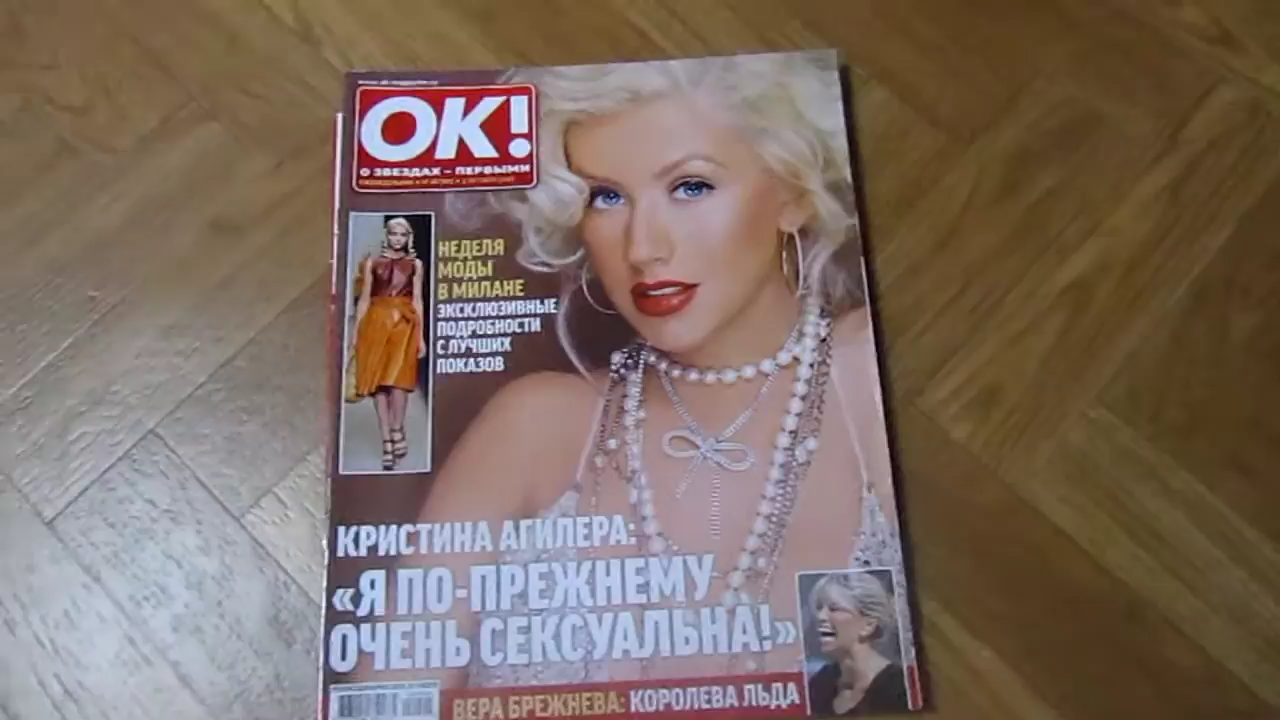 OK!
О ЗВЕЗДАХ – ПЕРВЫМИ
НЕДЕЛЯ
МОДЫ
В МИЛАНЕ
ЭКСКЛЮЗИВНЫЕ
ПОДРОБНОСТИ
С ЛУЧШИХ
ПОКАЗОВ
КРИСТИНА АГИЛЕРА:
«Я ПО-ПРЕЖНЕМУ
ОЧЕНЬ СЕКСУАЛЬНА!»
ВЕРА БРЕЖНЕВА: КОРОЛЕВА ЛЬДА